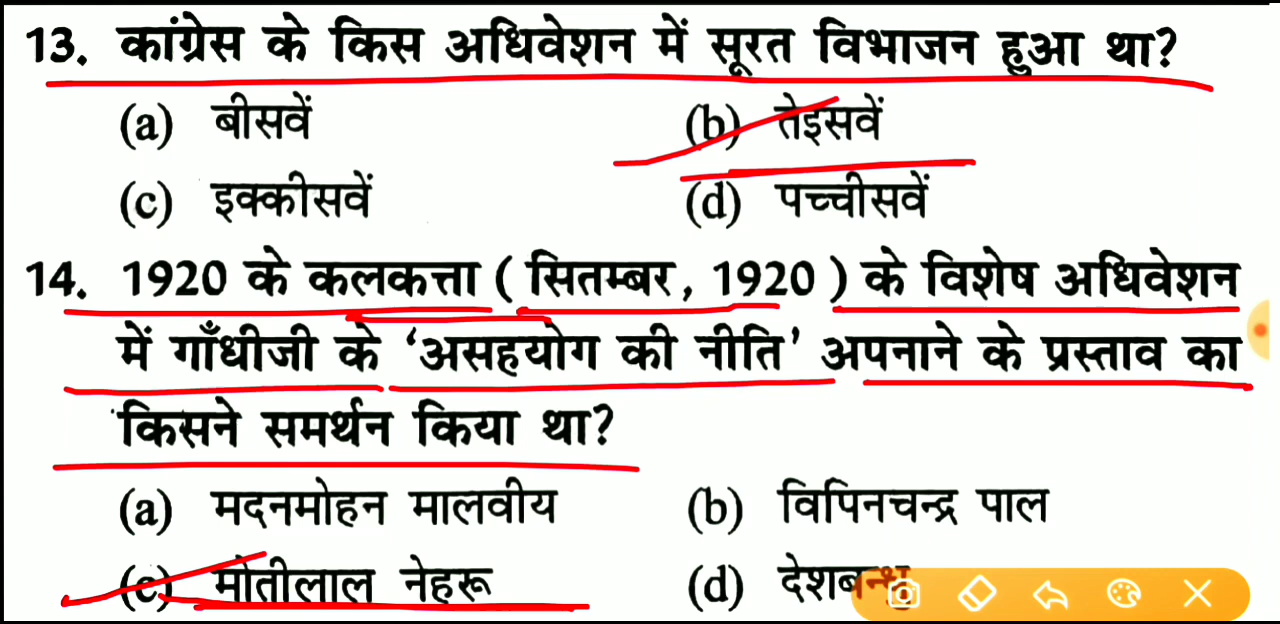 13. कांग्रेस के किस अधिवेशन में सूरत विभाजन हुआ था?
(a) बीसवें (b) तेइसवें
(c) इक्कीसवें (d) पच्चीसवें
14. 1920 के कलकत्ता ( सितम्बर, 1920 ) के विशेष अधिवेशन
में गाँधीजी के ‘असहयोग की नीति’ अपनाने के प्रस्ताव का
किसने समर्थन किया था?
(a) मदनमोहन मालवीय (b) विपिनचन्द्र पाल
(c) मोतीलाल नेहरू (d) देशबन्धु